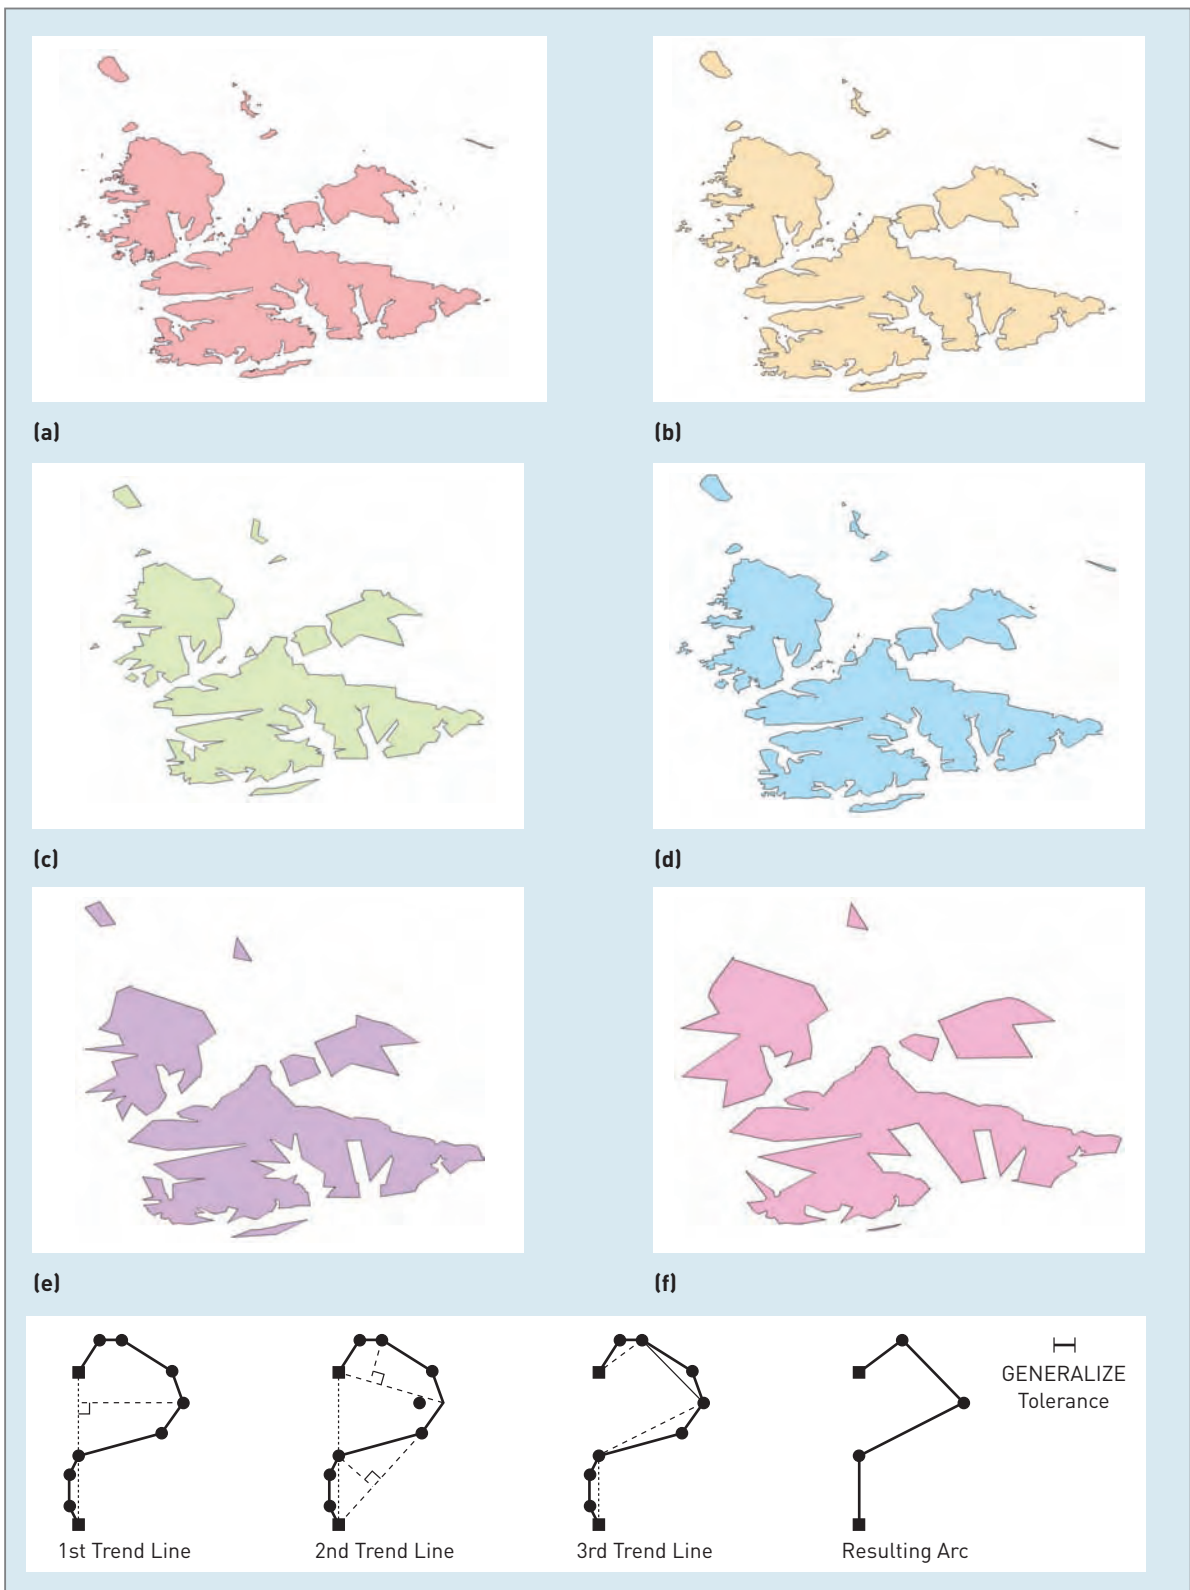 (a)
(b)
(c)
(d)
(e)
(f)
GENERALIZE
Tolerance
1st Trend Line
2nd Trend Line
3rd Trend Line
Resulting Arc